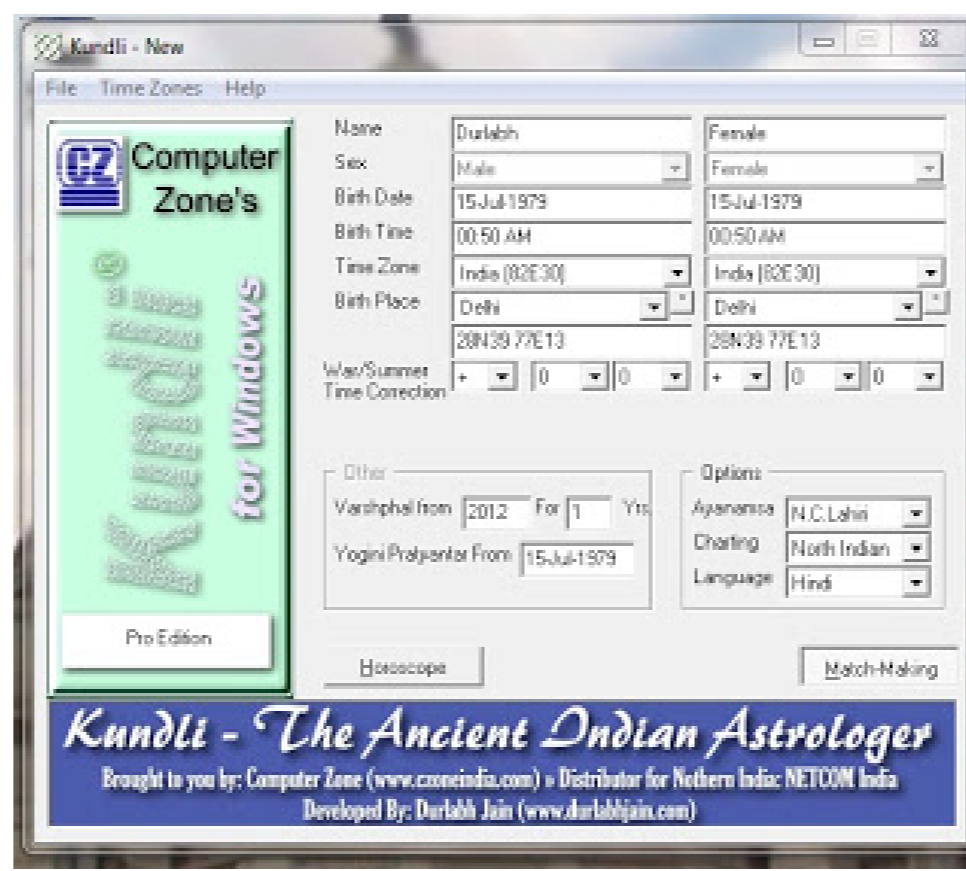 Kundli - New
File Time Zones Help
CZ Computer
Zone's
Kundli
for Windows
Pro Edition
Name Durlabh Female
Sex Male Female
Birth Date 15-Jul-1979 15-Jul-1979
Birth Time 00:50 AM 00:50 AM
Time Zone India (82E30) India (82E30)
Birth Place Delhi * Delhi *
28N39 77E13 28N39 77E13
War/Summer
Time Correction + 0 0 + 0 0
Other Options
Varshphal from 2012 For 1 Yrs. Ayanamsa N.C.Lahiri
Charting North Indian
Yogini Pratyantar From 15-Jul-1979
Language Hindi
Horoscope Match-Making
Kundli - The Ancient Indian Astrologer
Brought to you by: Computer Zone (www.czoneindia.com) » Distributor for Nothern India: NETCOM India
Developed By: Durlabh Jain (www.durlabhjain.com)